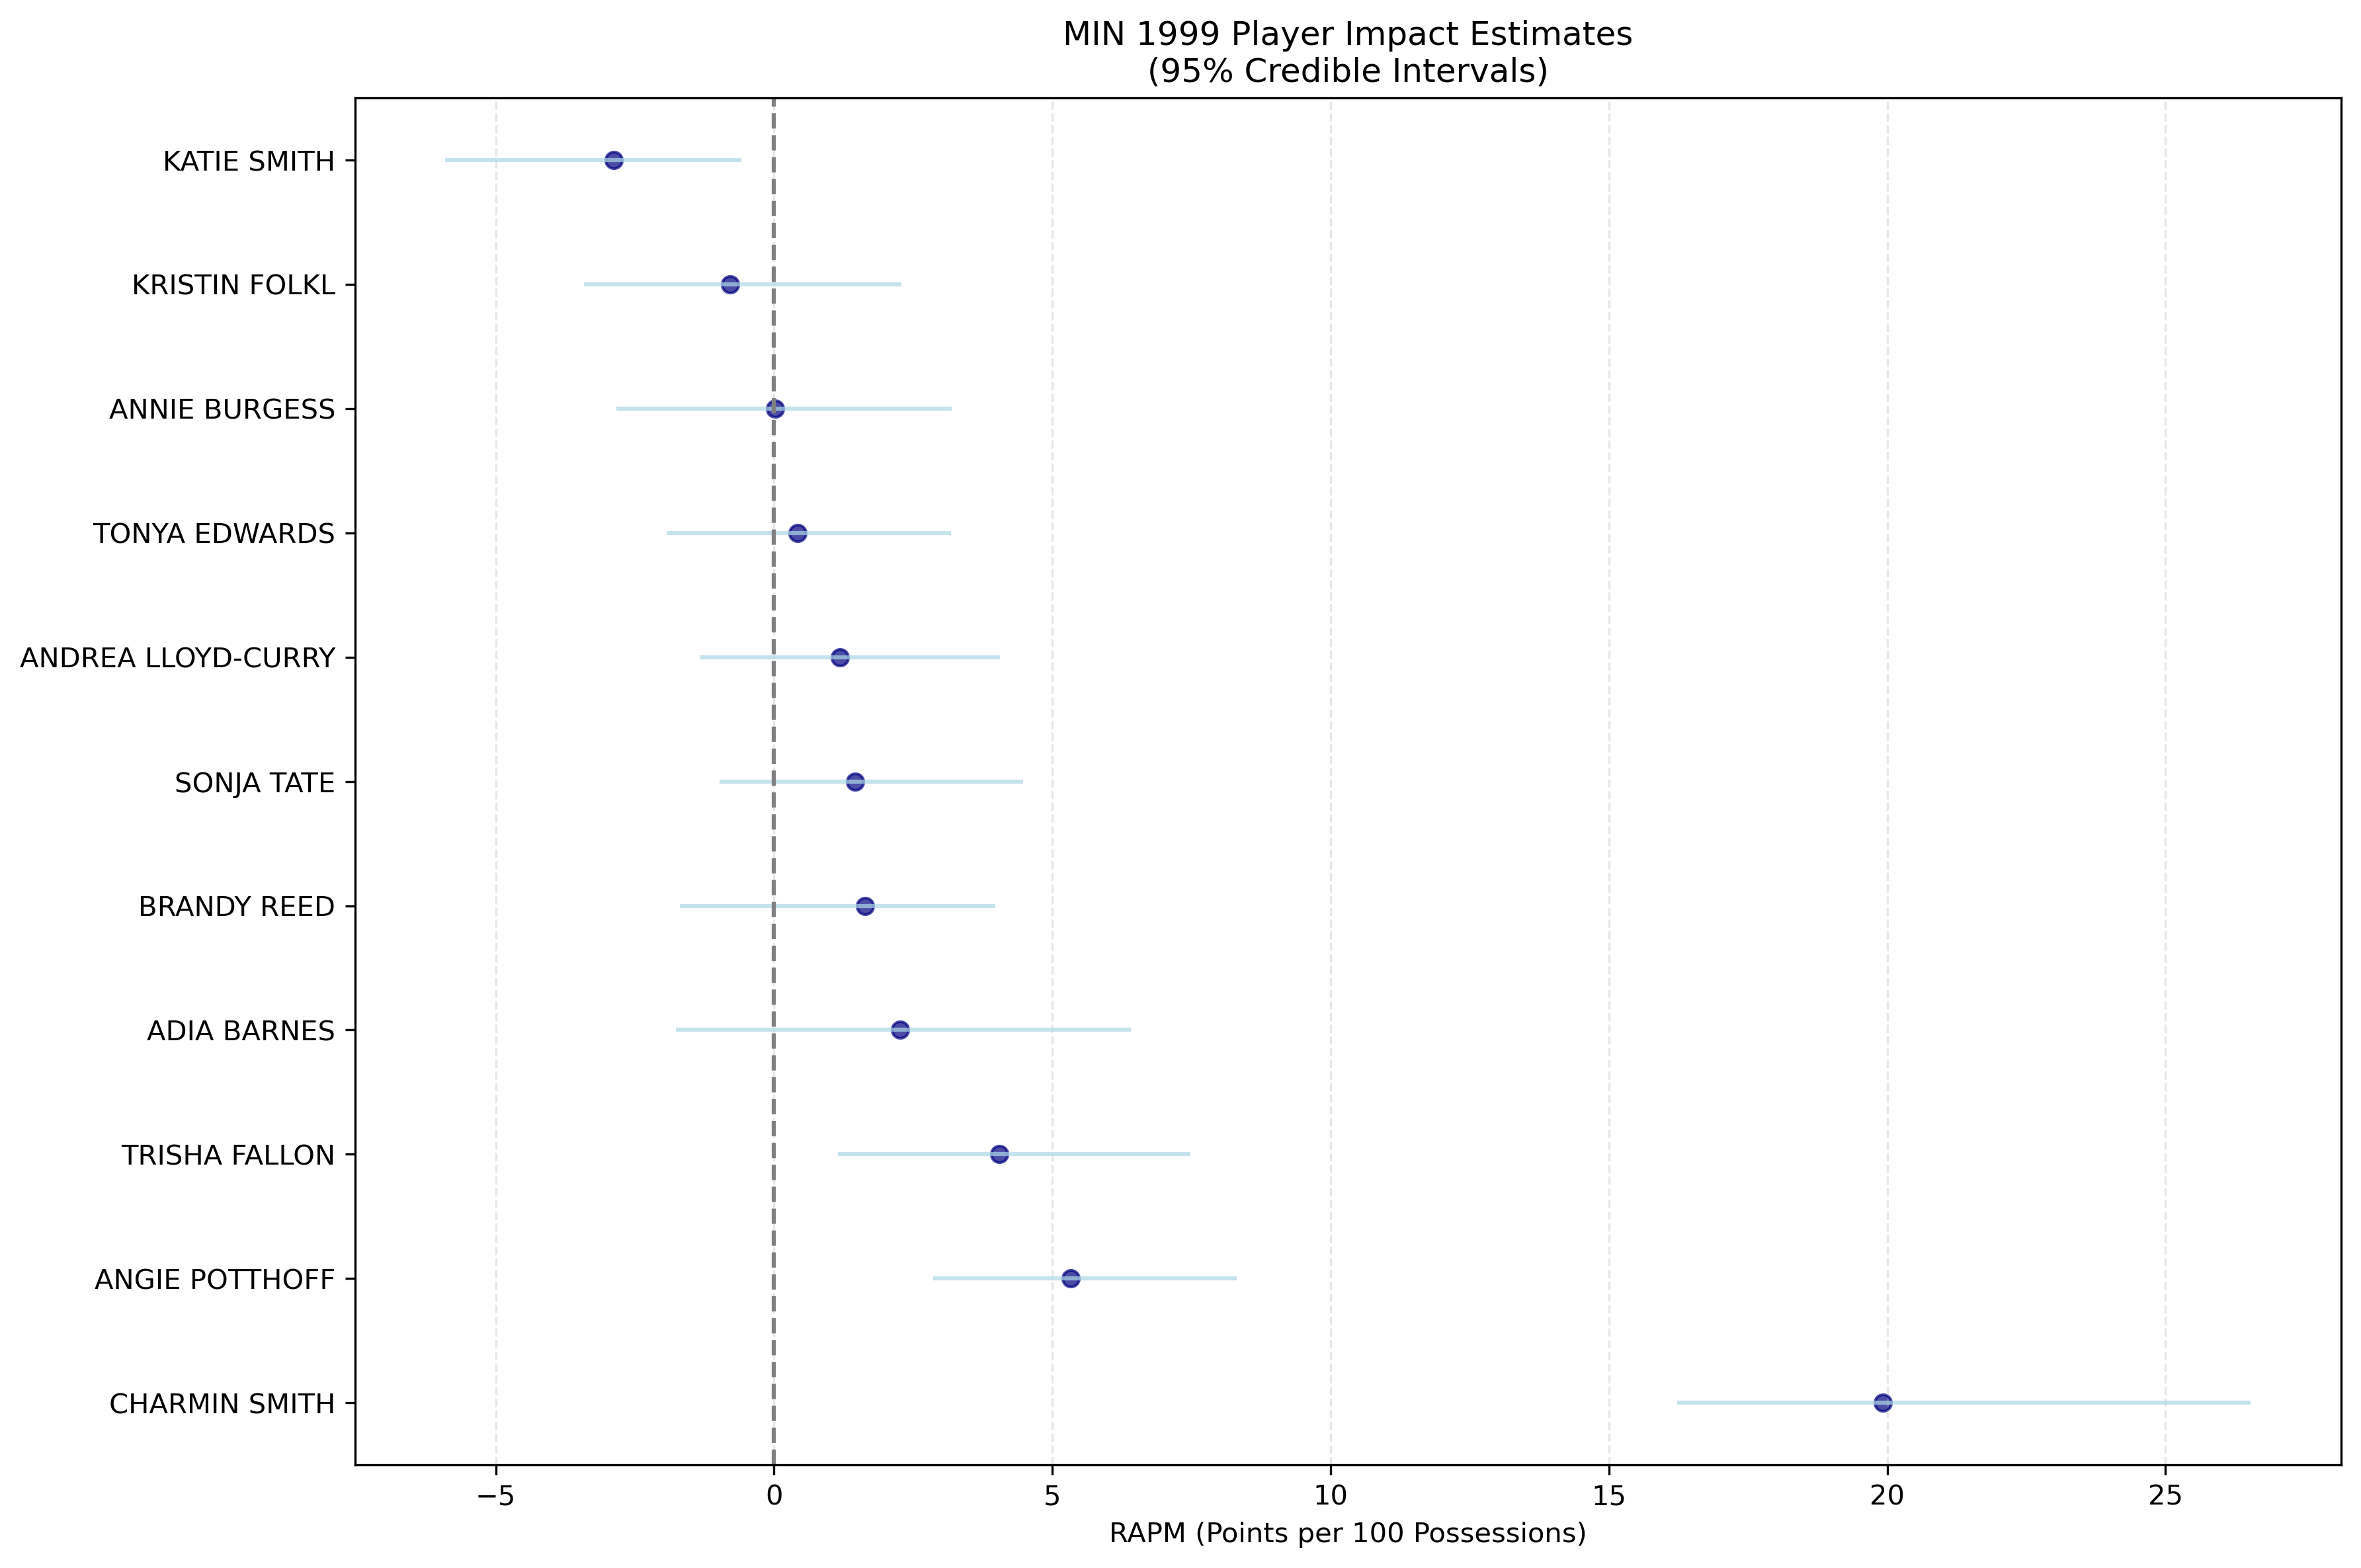 MIN 1999 Player Impact Estimates
(95% Credible Intervals)
KATIE SMITH
KRISTIN FOLKL
ANNIE BURGESS
TONYA EDWARDS
ANDREA LLOYD-CURRY
SONJA TATE
BRANDY REED
ADIA BARNES
TRISHA FALLON
ANGIE POTTHOFF
CHARMIN SMITH
−5 0 5 10 15 20 25
RAPM (Points per 100 Possessions)